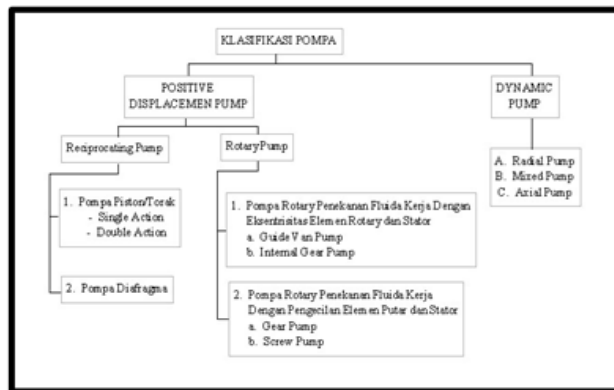 KLASIFIKASI POMPA
POSITIVE
DISPLACEMEN PUMP
DYNAMIC
PUMP
Reciprocating Pump
Rotary Pump
A. Radial Pump
B. Mixed Pump
C. Axial Pump
1. Pompa Piston/Torak
- Single Action
- Double Action
2. Pompa Diafragma
1. Pompa Rotary Penekanan Fluida Kerja Dengan
Eksentrisitas Elemen Rotary dan Stator
a. Guide Van Pump
b. Internal Gear Pump
2. Pompa Rotary Penekanan Fluida Kerja
Dengan Pengecilan Elemen Putar dan Stator
a. Gear Pump
b. Screw Pump